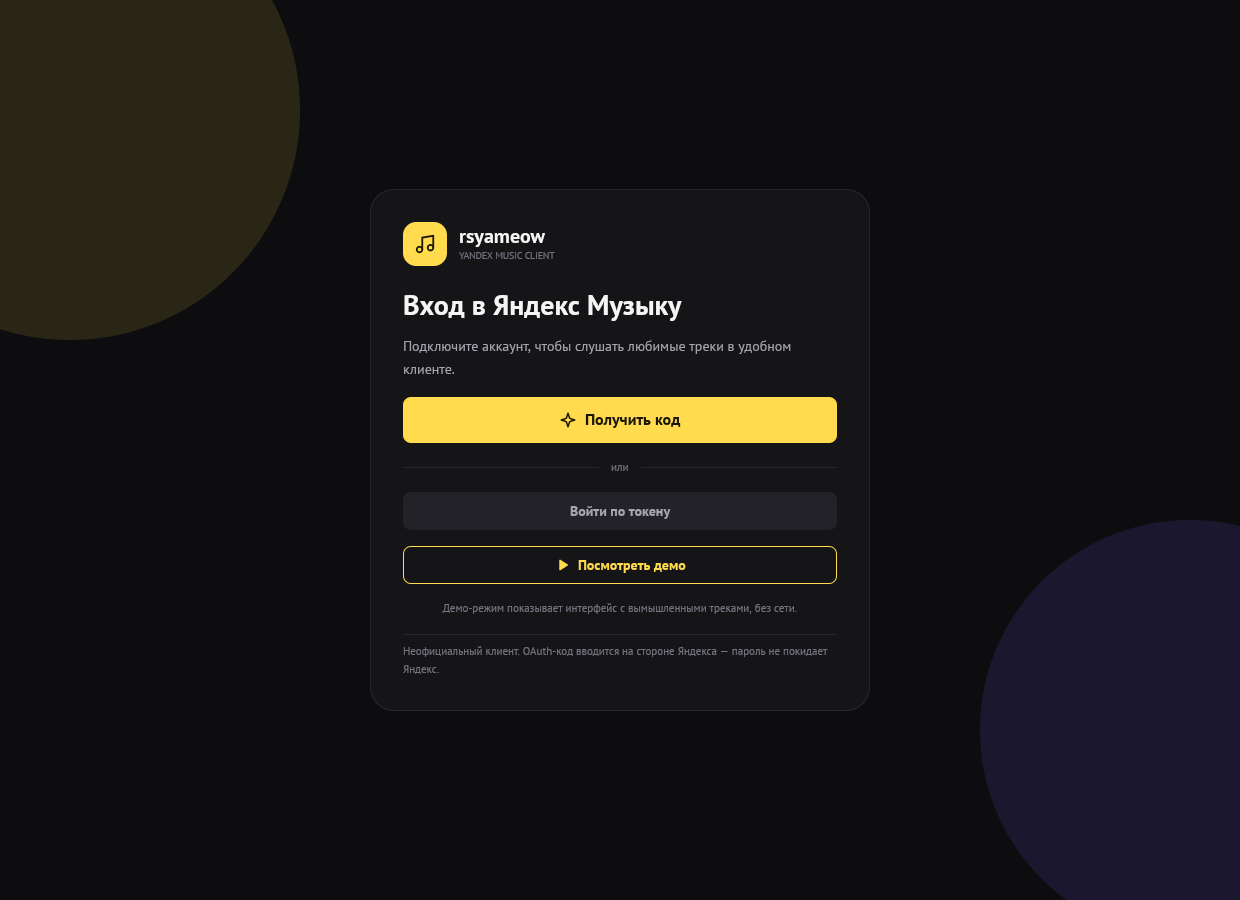 rsyameow
YANDEX MUSIC CLIENT
Вход в Яндекс Музыку
Подключите аккаунт, чтобы слушать любимые треки в удобном
клиенте.
Получить код
или
Войти по токену
Посмотреть демо
Демо-режим показывает интерфейс с вымышленными треками, без сети.
Неофициальный клиент. OAuth-код вводится на стороне Яндекса — пароль не покидает
Яндекс.